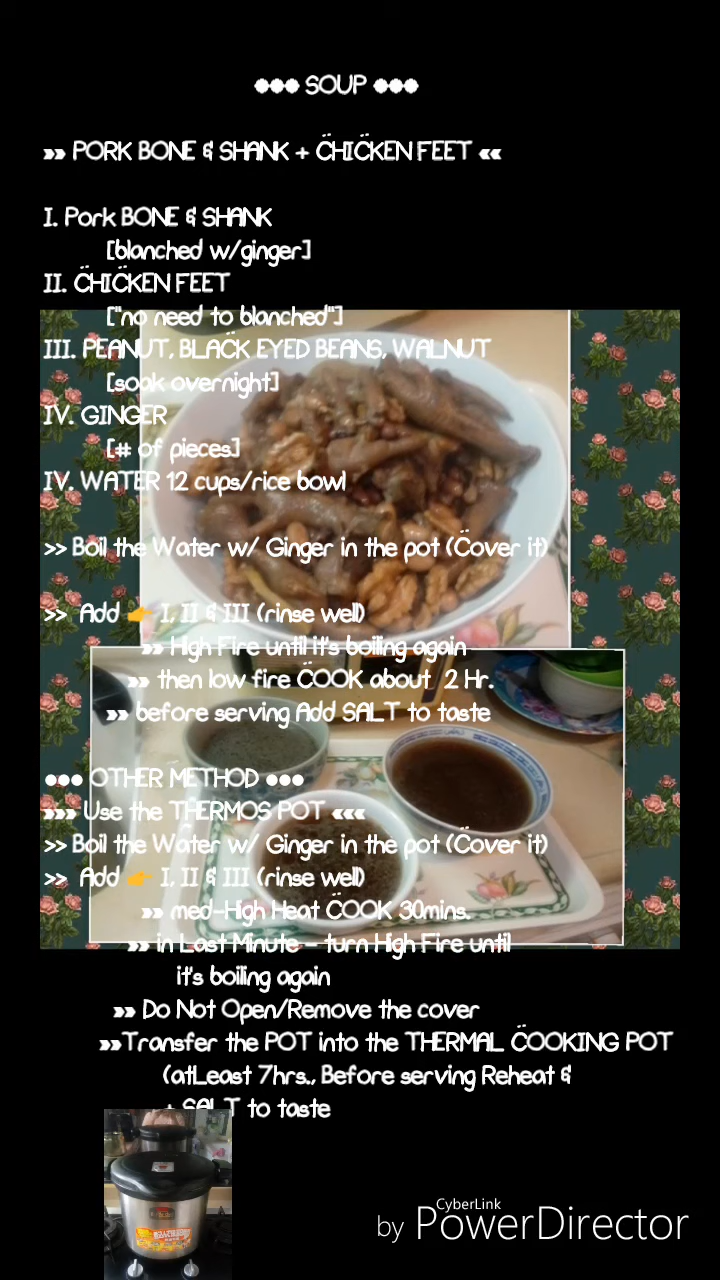 ●●● SOUP ●●●
»» PORK BONE & SHANK + CHICKEN FEET ««
I. Pork BONE & SHANK
[blanched w/ginger]
II. CHICKEN FEET
["no need to blanched"]
III. PEANUT, BLACK EYED BEANS, WALNUT
[soak overnight]
IV. GINGER
[# of pieces]
IV. WATER 12 cups/rice bowl
>> Boil the Water w/ Ginger in the pot (Cover it)
>> Add 👉 I, II & III (rinse well)
»» High Fire until it's boiling again
»» then low fire COOK about 2 Hr.
»» before serving Add SALT to taste
●●● OTHER METHOD ●●●
»»» Use the THERMOS POT «««
>> Boil the Water w/ Ginger in the pot (Cover it)
>> Add 👉 I, II & III (rinse well)
»» med-High Heat COOK 30mins.
»» in Last Minute - turn High Fire until
it's boiling again
»» Do Not Open/Remove the cover
»»Transfer the POT into the THERMAL COOKING POT
(atLeast 7hrs., Before serving Reheat &
+ SALT to taste
by CyberLink PowerDirector